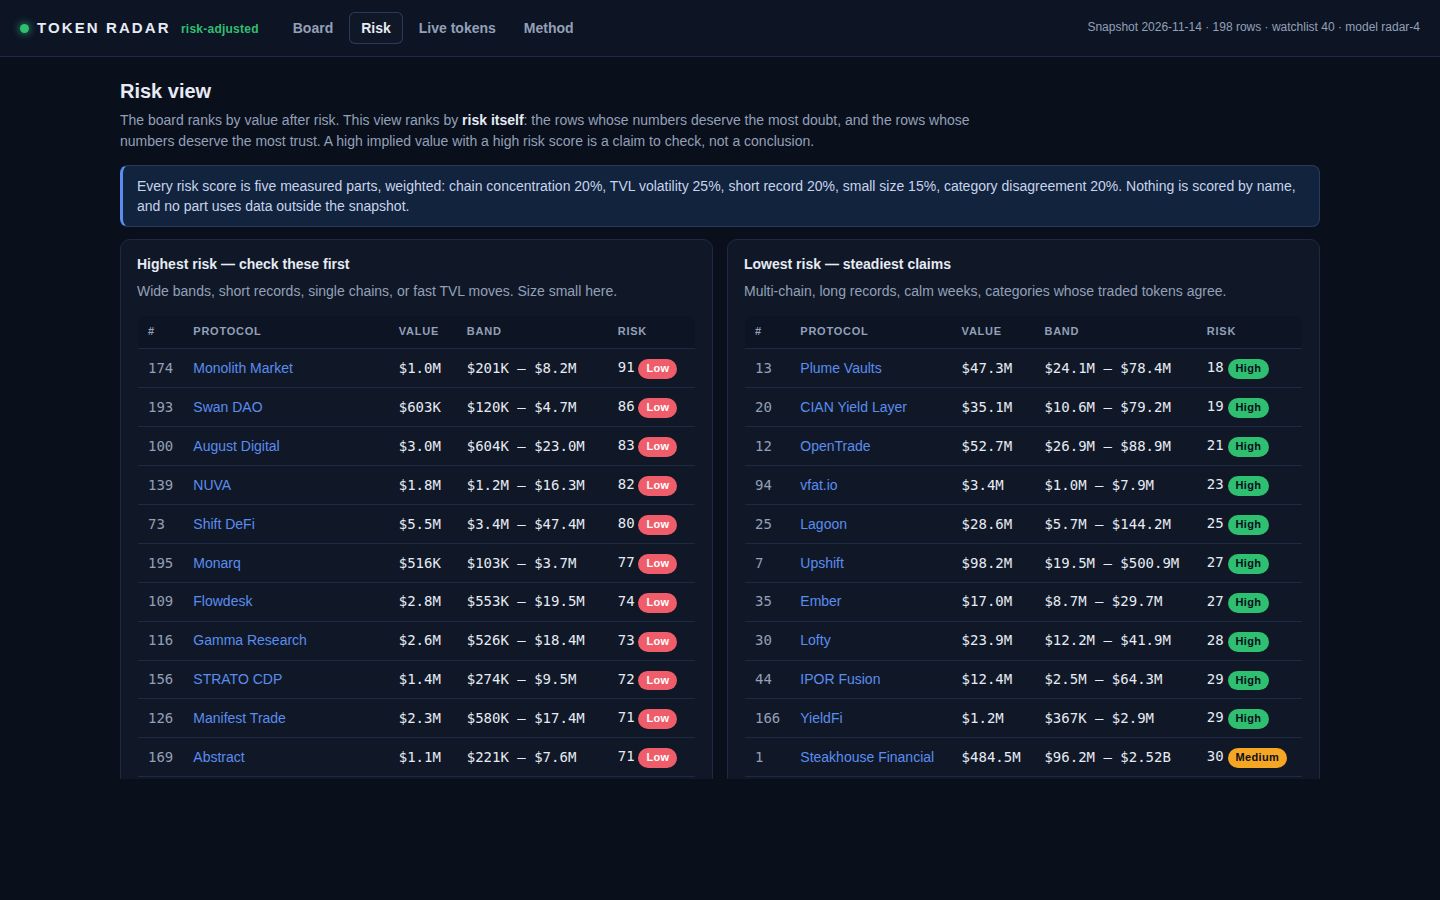 TOKEN RADAR risk-adjusted Board Risk Live tokens Method Snapshot 2026-11-14 · 198 rows · watchlist 40 · model radar-4
Risk view
The board ranks by value after risk. This view ranks by risk itself: the rows whose numbers deserve the most doubt, and the rows whose
numbers deserve the most trust. A high implied value with a high risk score is a claim to check, not a conclusion.
Every risk score is five measured parts, weighted: chain concentration 20%, TVL volatility 25%, short record 20%, small size 15%, category disagreement 20%. Nothing is scored by name,
and no part uses data outside the snapshot.
Highest risk — check these first
Wide bands, short records, single chains, or fast TVL moves. Size small here.
# PROTOCOL VALUE BAND RISK
174 Monolith Market $1.0M $201K – $8.2M 91 Low
193 Swan DAO $603K $120K – $4.7M 86 Low
100 August Digital $3.0M $604K – $23.0M 83 Low
139 NUVA $1.8M $1.2M – $16.3M 82 Low
73 Shift DeFi $5.5M $3.4M – $47.4M 80 Low
195 Monarq $516K $103K – $3.7M 77 Low
109 Flowdesk $2.8M $553K – $19.5M 74 Low
116 Gamma Research $2.6M $526K – $18.4M 73 Low
156 STRATO CDP $1.4M $274K – $9.5M 72 Low
126 Manifest Trade $2.3M $580K – $17.4M 71 Low
169 Abstract $1.1M $221K – $7.6M 71 Low
Lowest risk — steadiest claims
Multi-chain, long records, calm weeks, categories whose traded tokens agree.
# PROTOCOL VALUE BAND RISK
13 Plume Vaults $47.3M $24.1M – $78.4M 18 High
20 CIAN Yield Layer $35.1M $10.6M – $79.2M 19 High
12 OpenTrade $52.7M $26.9M – $88.9M 21 High
94 vfat.io $3.4M $1.0M – $7.9M 23 High
25 Lagoon $28.6M $5.7M – $144.2M 25 High
7 Upshift $98.2M $19.5M – $500.9M 27 High
35 Ember $17.0M $8.7M – $29.7M 27 High
30 Lofty $23.9M $12.2M – $41.9M 28 High
44 IPOR Fusion $12.4M $2.5M – $64.3M 29 High
166 YieldFi $1.2M $367K – $2.9M 29 High
1 Steakhouse Financial $484.5M $96.2M – $2.52B 30 Medium